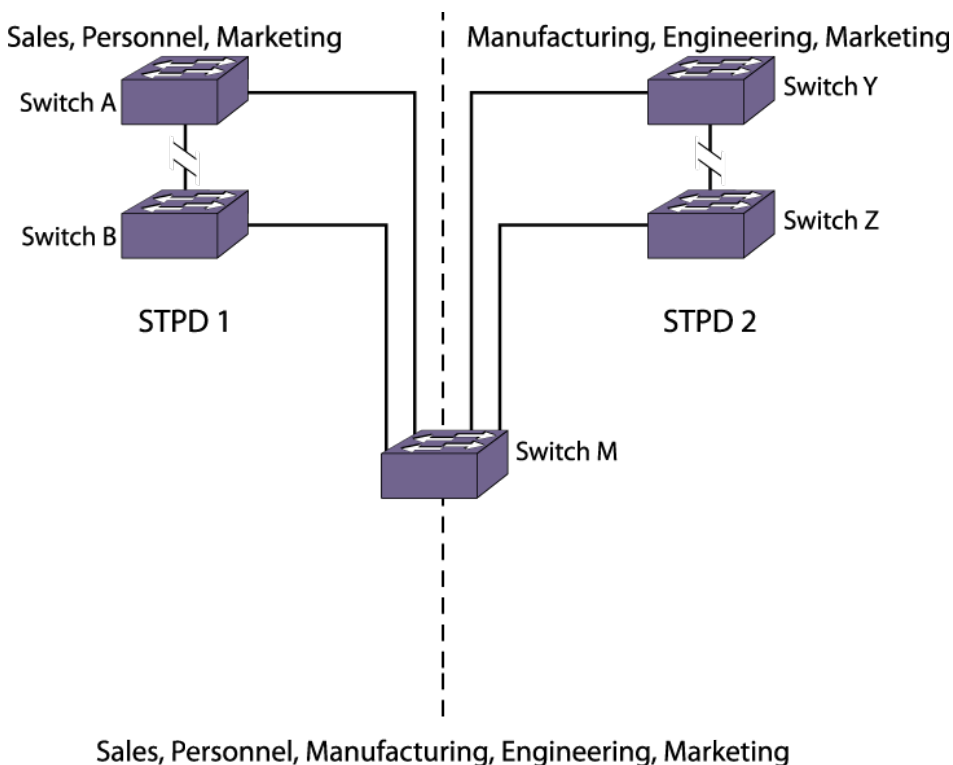 Sales, Personnel, Marketing
Manufacturing, Engineering, Marketing
Switch A
Switch Y
Switch B
Switch Z
STPD 1
STPD 2
Switch M
Sales, Personnel, Manufacturing, Engineering, Marketing